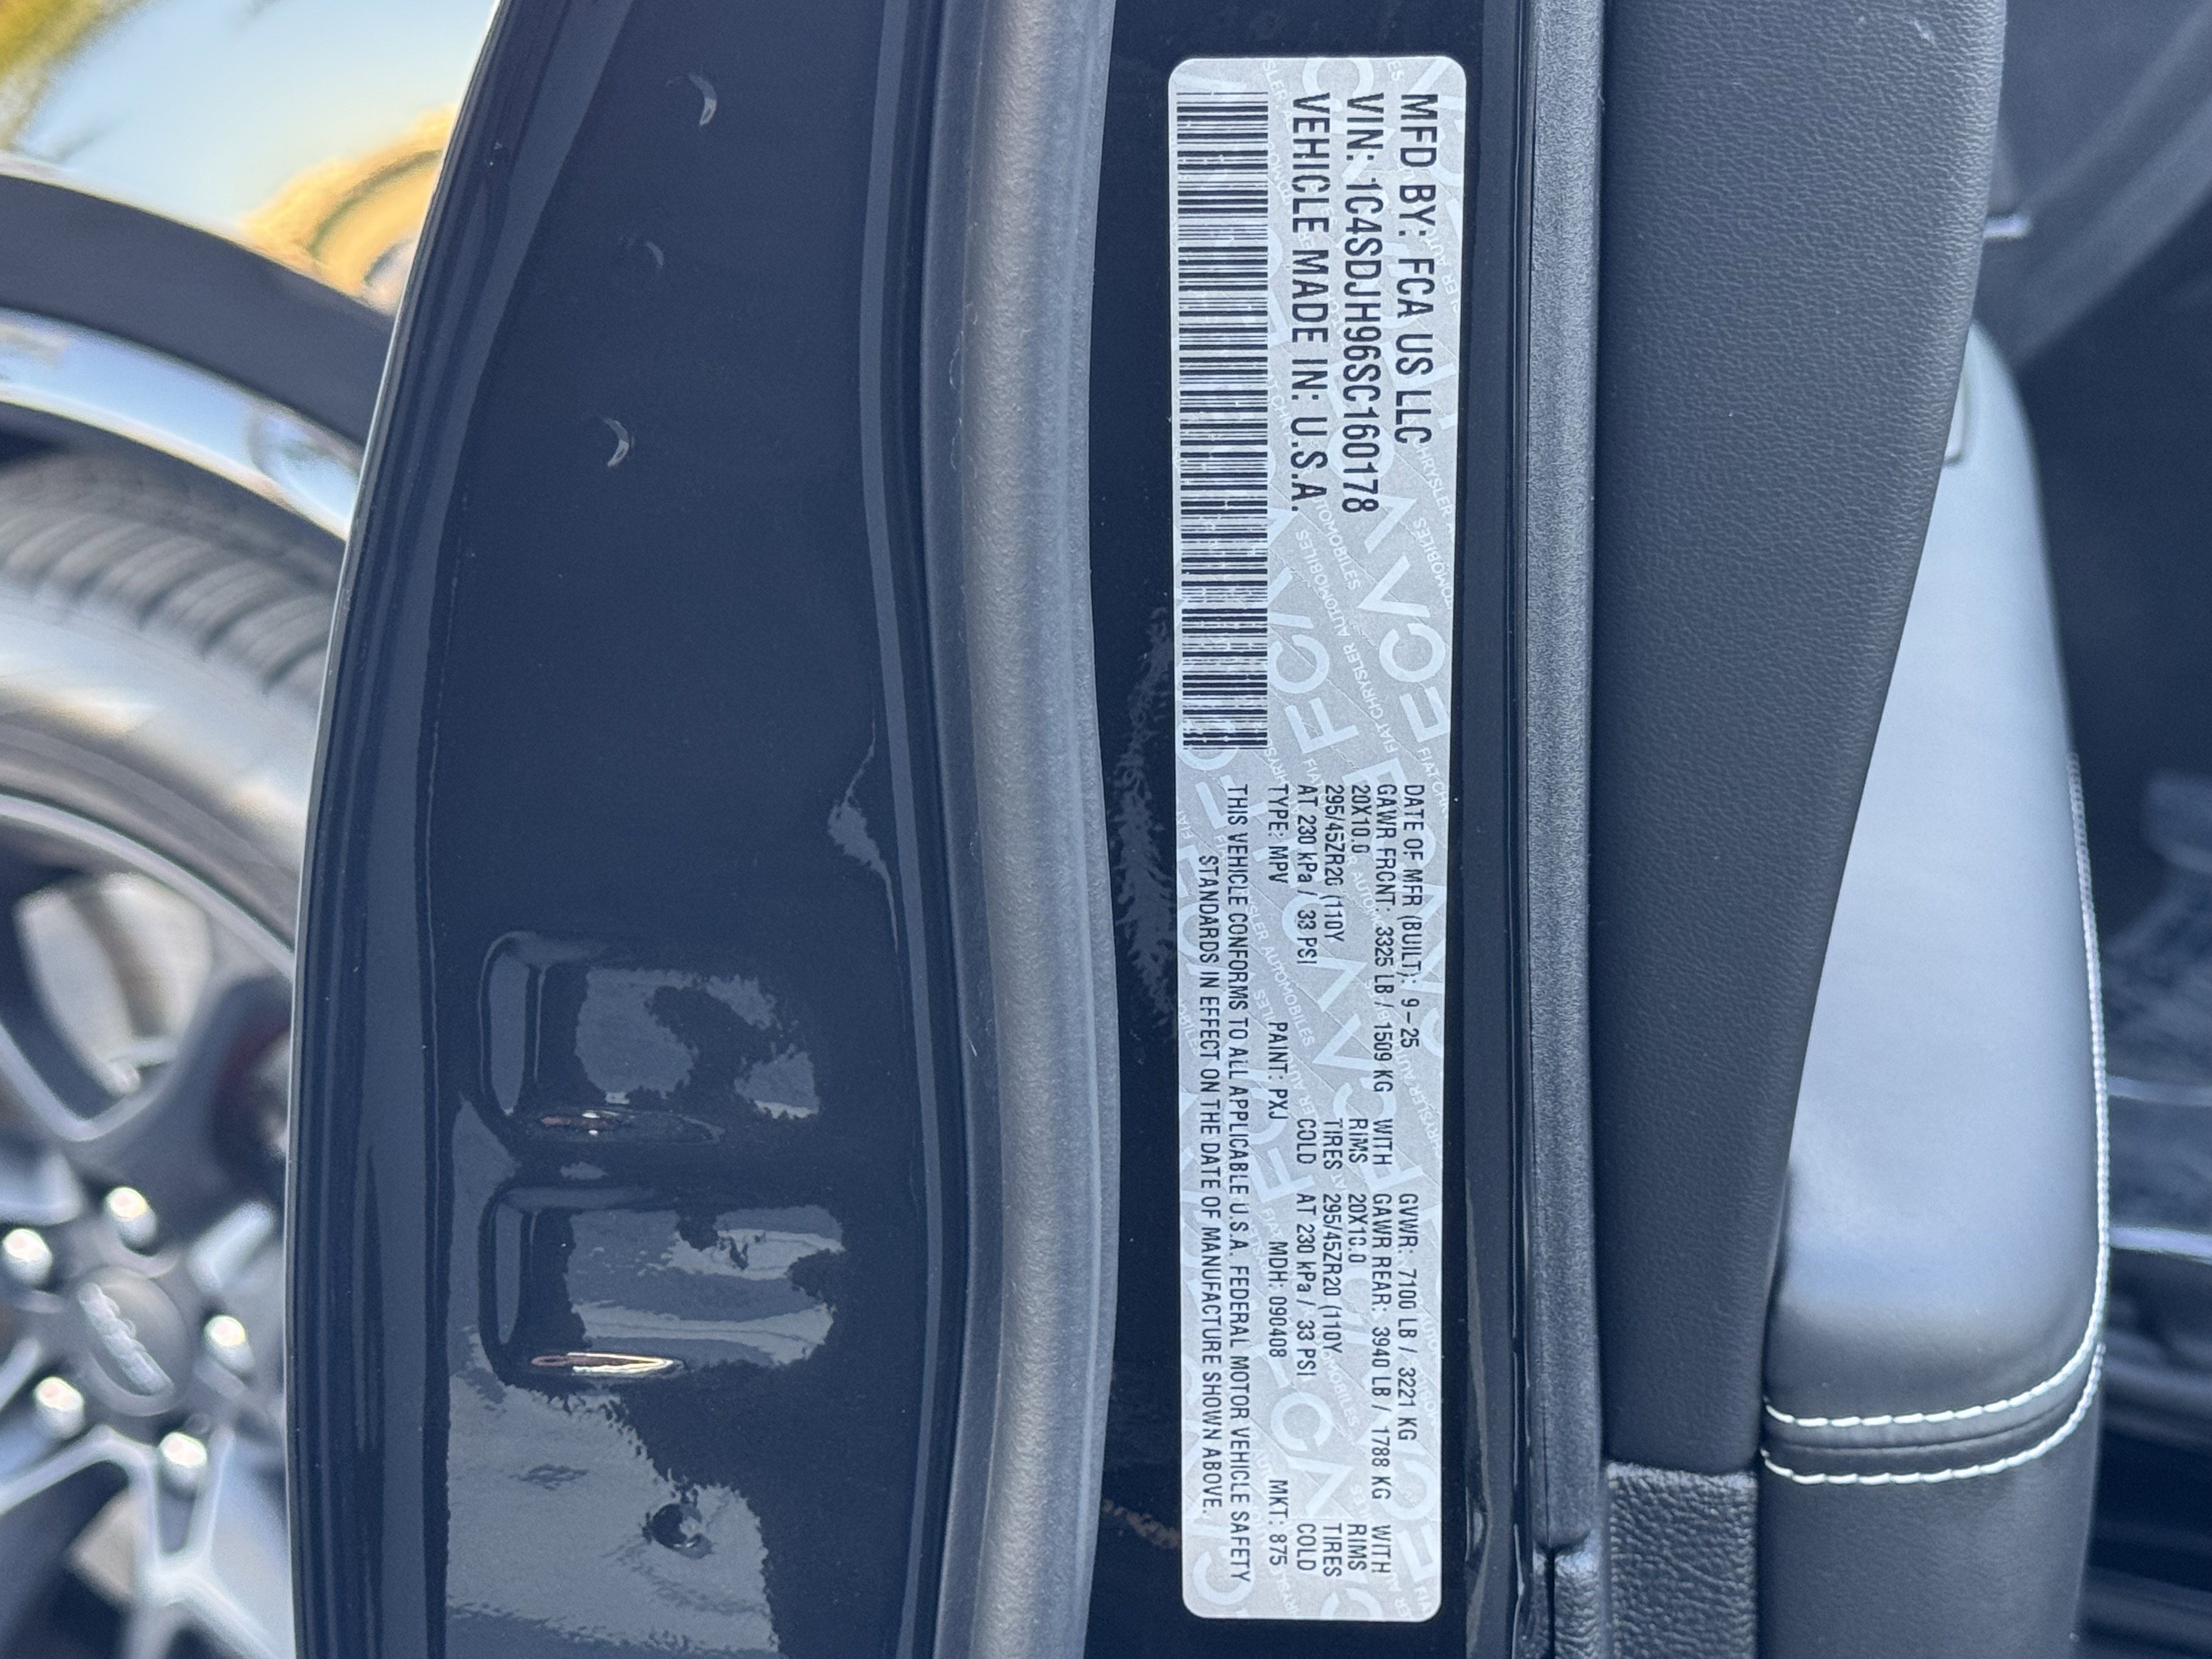 MFD BY: FCA US LLC
VIN: 1C4SDJH96SC160178
VEHICLE MADE IN: U.S.A.
DATE OF MFR (BUILT): 9-25 GVWR: 7100 LB / 3221 KG
GAWR FRONT: 3325 LB / 1509 KG WITH GAWR REAR: 3940 LB / 1788 KG WITH
20X10.0 RIMS 20X10.0 RIMS
295/45ZR20 (110Y TIRES 295/45ZR20 (110Y TIRES
AT 230 kPa / 33 PSI COLD AT 230 kPa / 33 PSI COLD
TYPE: MPV PAINT: PXJ MDH: 090408 MKT: 875
THIS VEHICLE CONFORMS TO ALL APPLICABLE U.S.A. FEDERAL MOTOR VEHICLE SAFETY
STANDARDS IN EFFECT ON THE DATE OF MANUFACTURE SHOWN ABOVE.
FCA
FIAT CHRYSLER AUTOMOBILES